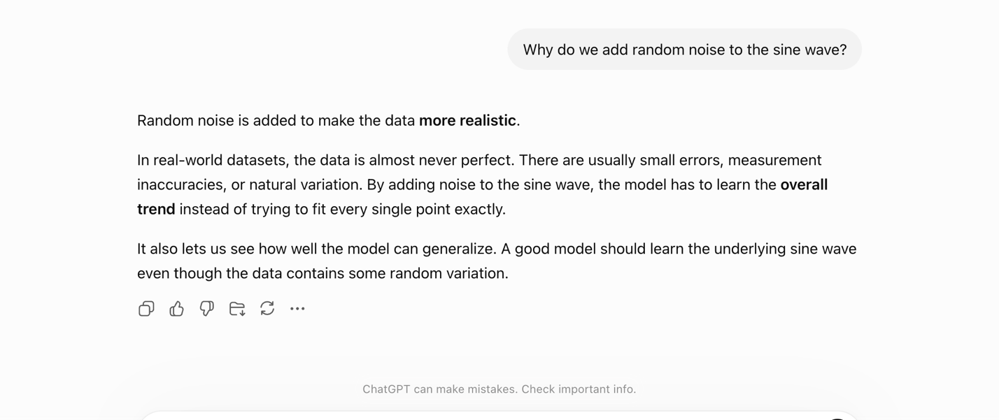 Why do we add random noise to the sine wave?
Random noise is added to make the data more realistic.
In real-world datasets, the data is almost never perfect. There are usually small errors, measurement
inaccuracies, or natural variation. By adding noise to the sine wave, the model has to learn the overall
trend instead of trying to fit every single point exactly.
It also lets us see how well the model can generalize. A good model should learn the underlying sine wave
even though the data contains some random variation.
ChatGPT can make mistakes. Check important info.